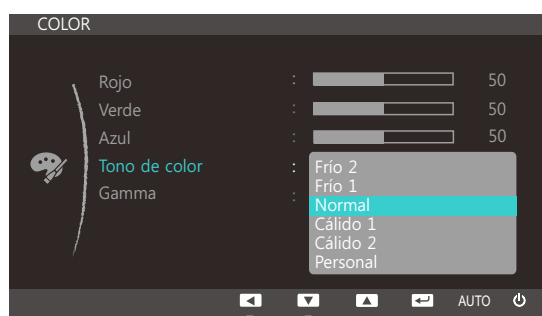 COLOR
Rojo : 50
Verde : 50
Azul : 50
Tono de color :
Gamma :
Frío 2
Frío 1
Normal
Cálido 1
Cálido 2
Personal
AUTO